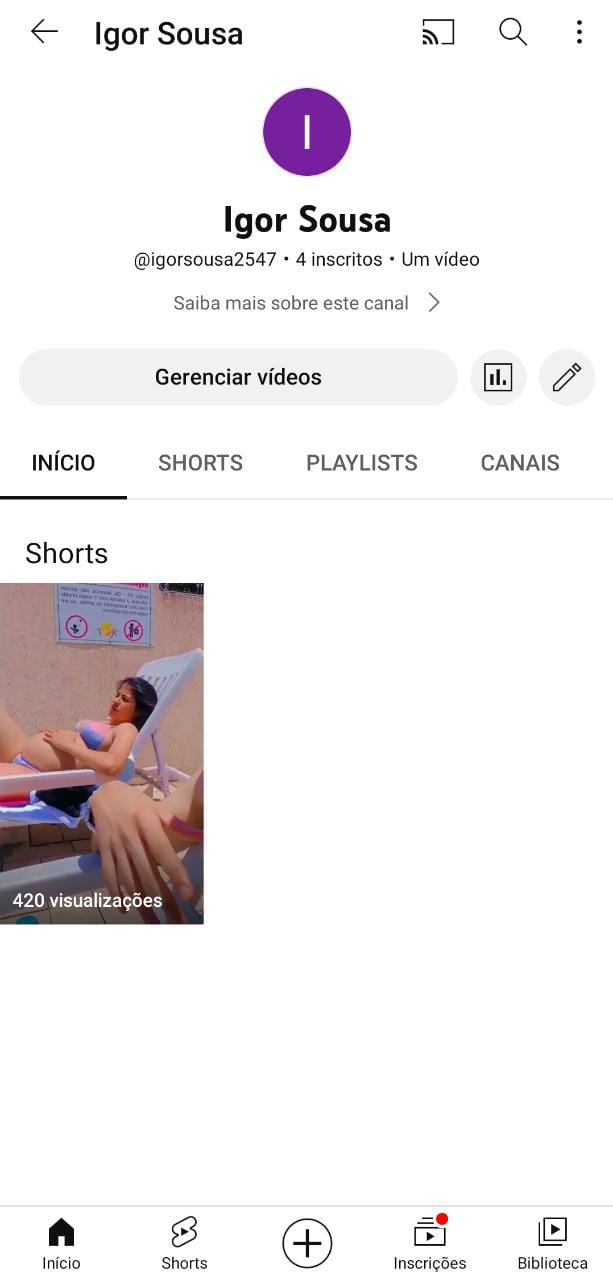 Igor Sousa
I
Igor Sousa
@igorsousa2547 • 4 inscritos • Um vídeo
Saiba mais sobre este canal
Gerenciar vídeos
INÍCIO SHORTS PLAYLISTS CANAIS
Shorts
420 visualizações
Início Shorts Inscrições Biblioteca